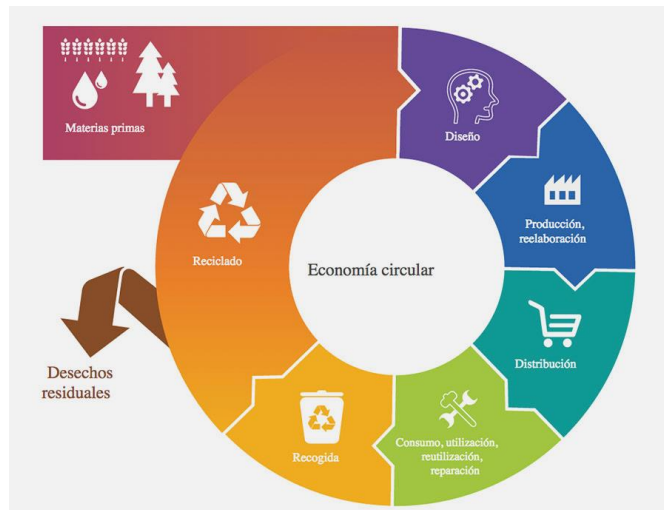 Materias primas
Diseño
Producción,
reelaboración
Distribución
Consumo, utilización,
reutilización,
reparación
Recogida
Reciclado
Desechos
residuales
Economía circular